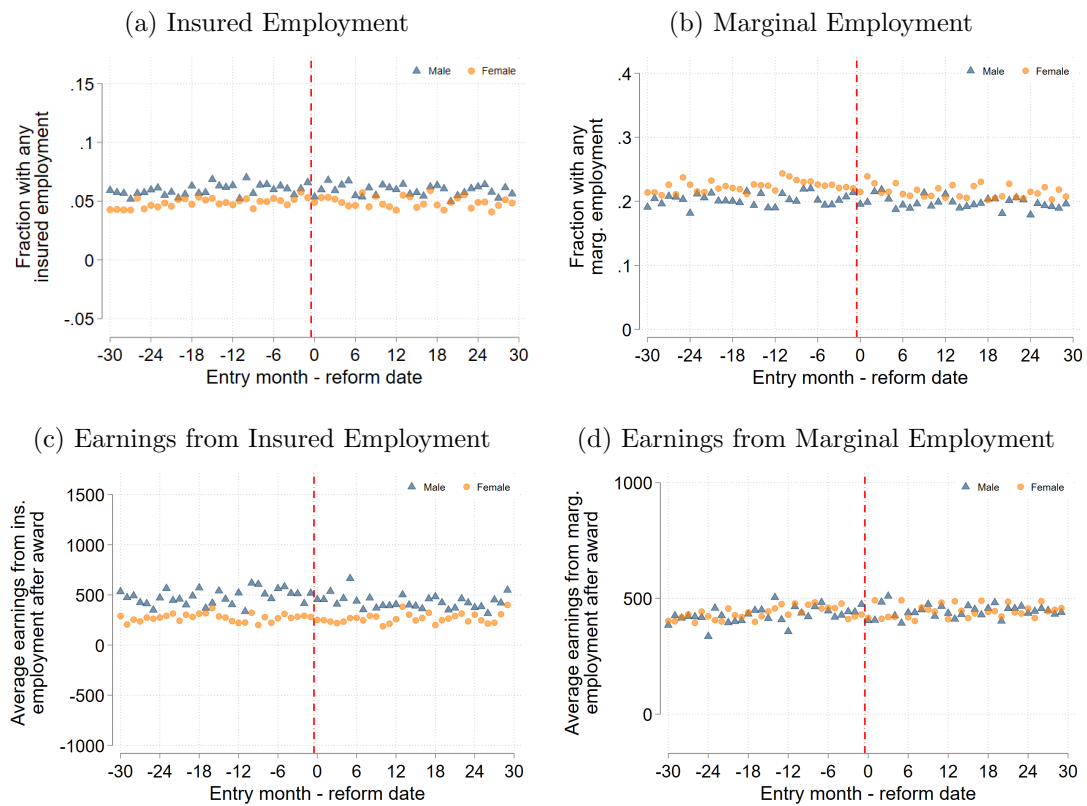 (a) Insured Employment
Male Female
Fraction with any
insured employment
.15
.1
.05
0
-.05
-30 -24 -18 -12 -6 0 6 12 18 24 30
Entry month - reform date
(b) Marginal Employment
Male Female
Fraction with any
marg. employment
.4
.3
.2
.1
0
-30 -24 -18 -12 -6 0 6 12 18 24 30
Entry month - reform date
(c) Earnings from Insured Employment
Male Female
Average earnings from ins.
employment after award
1500
1000
500
0
-500
-1000
-30 -24 -18 -12 -6 0 6 12 18 24 30
Entry month - reform date
(d) Earnings from Marginal Employment
Male Female
Average earnings from marg.
employment after award
1000
500
0
-30 -24 -18 -12 -6 0 6 12 18 24 30
Entry month - reform date